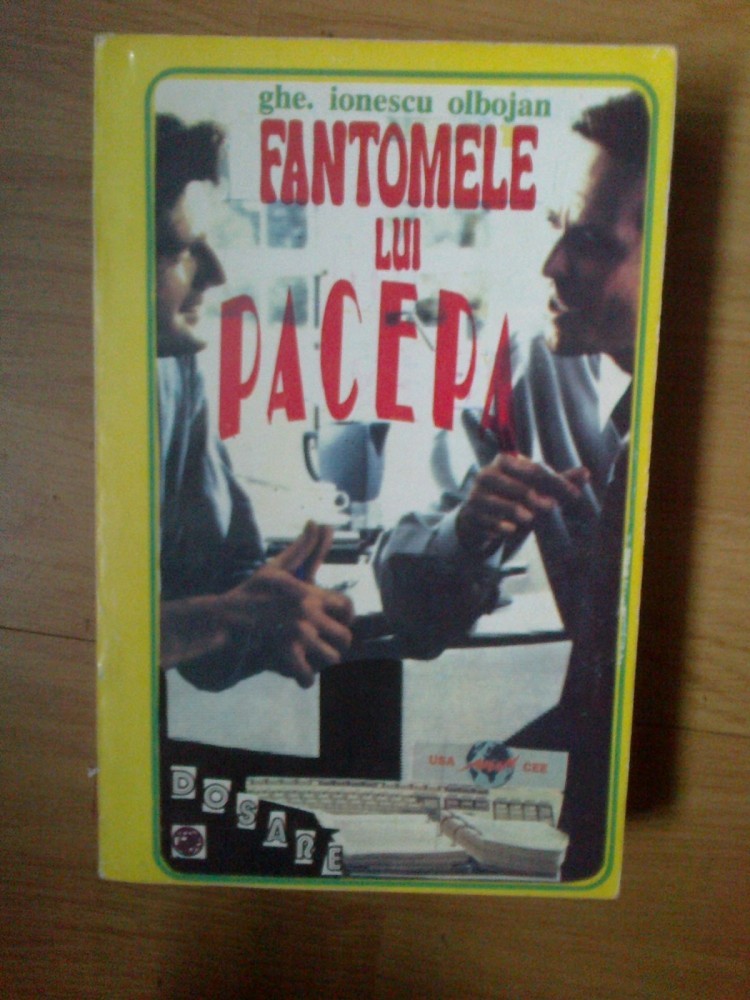 ghe. ionescu olbojan
FANTOMELE
LUI
PACEPA
USA CEE
DOSARE